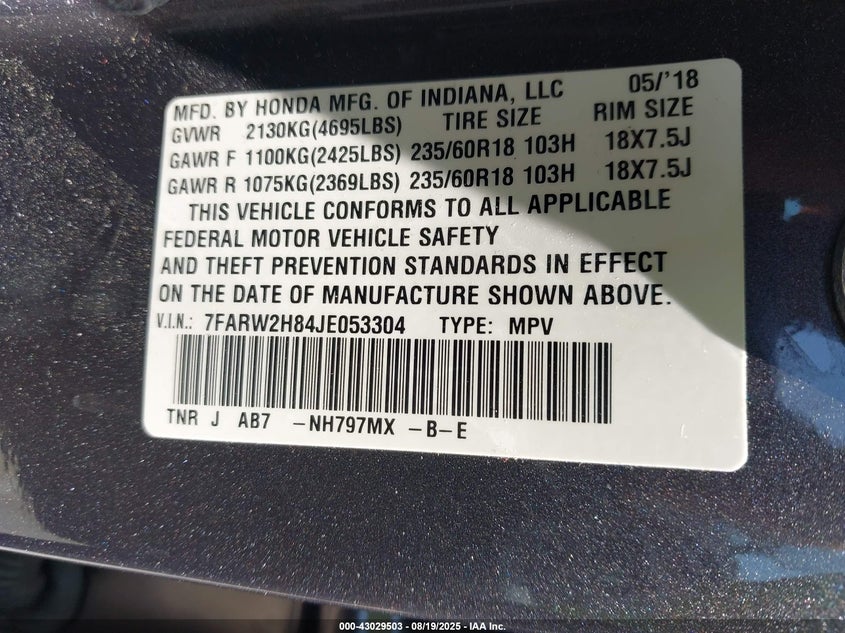 MFD. BY HONDA MFG. OF INDIANA, LLC 05/'18
GVWR 2130KG(4695LBS) TIRE SIZE RIM SIZE
GAWR F 1100KG(2425LBS) 235/60R18 103H 18X7.5J
GAWR R 1075KG(2369LBS) 235/60R18 103H 18X7.5J
THIS VEHICLE CONFORMS TO ALL APPLICABLE
FEDERAL MOTOR VEHICLE SAFETY
AND THEFT PREVENTION STANDARDS IN EFFECT
ON THE DATE OF MANUFACTURE SHOWN ABOVE.
V.I.N.: 7FARW2H84JE053304 TYPE: MPV
TNR J AB7 -NH797MX -B-E
000-43029503 - 08/19/2025 - IAA Inc.